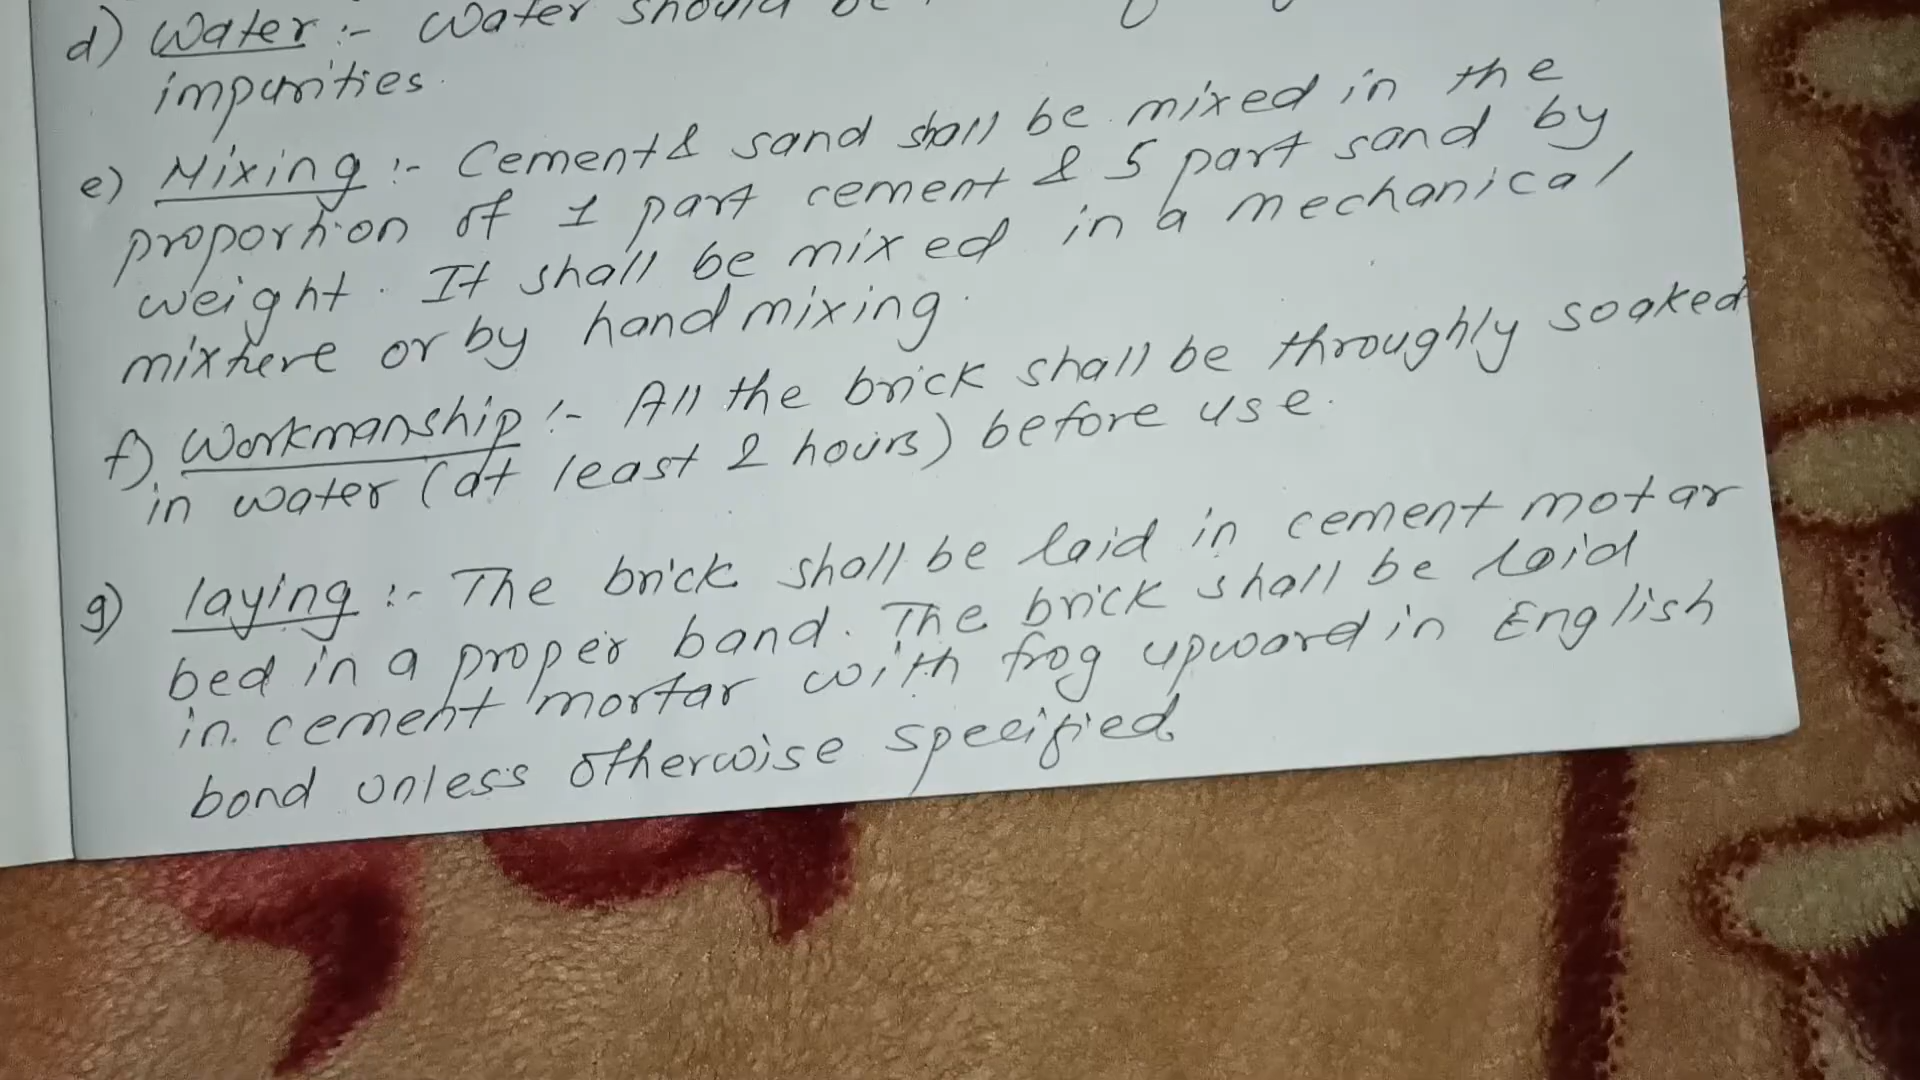 d) Water :- Water should be
impurities.
e) Mixing :- Cement & sand shall be mixed in the
proportion of 1 part cement & 5 part sand by
weight. It shall be mixed in a mechanical
mixtere or by hand mixing.
f) Workmanship :- All the brick shall be throughly soaked
in water (at least 2 hours) before use.
g) laying :- The brick shall be laid in cement motar
bed in a proper band. The brick shall be laid
in cement mortar with frog upward in English
bond unless otherwise specified.